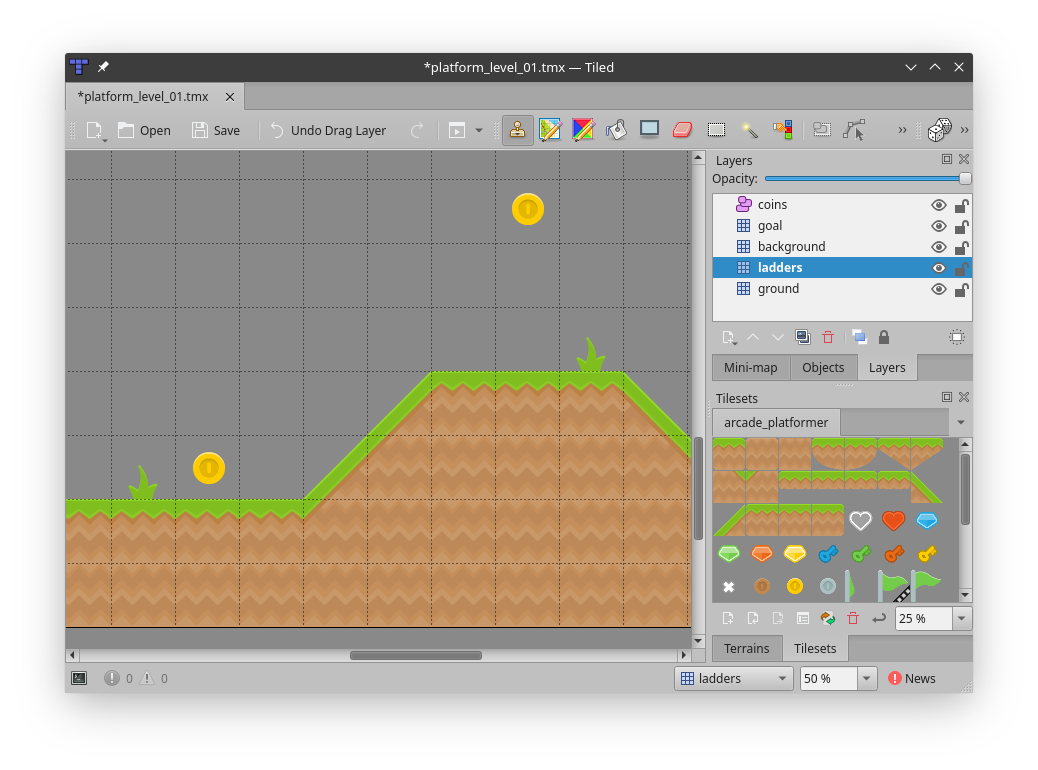 *platform_level_01.tmx — Tiled
*platform_level_01.tmx
Open
Save
Undo Drag Layer
Layers
Opacity:
coins
goal
background
ladders
ground
Mini-map
Objects
Layers
Tilesets
arcade_platformer
25 %
Terrains
Tilesets
0
0
ladders
50 %
News